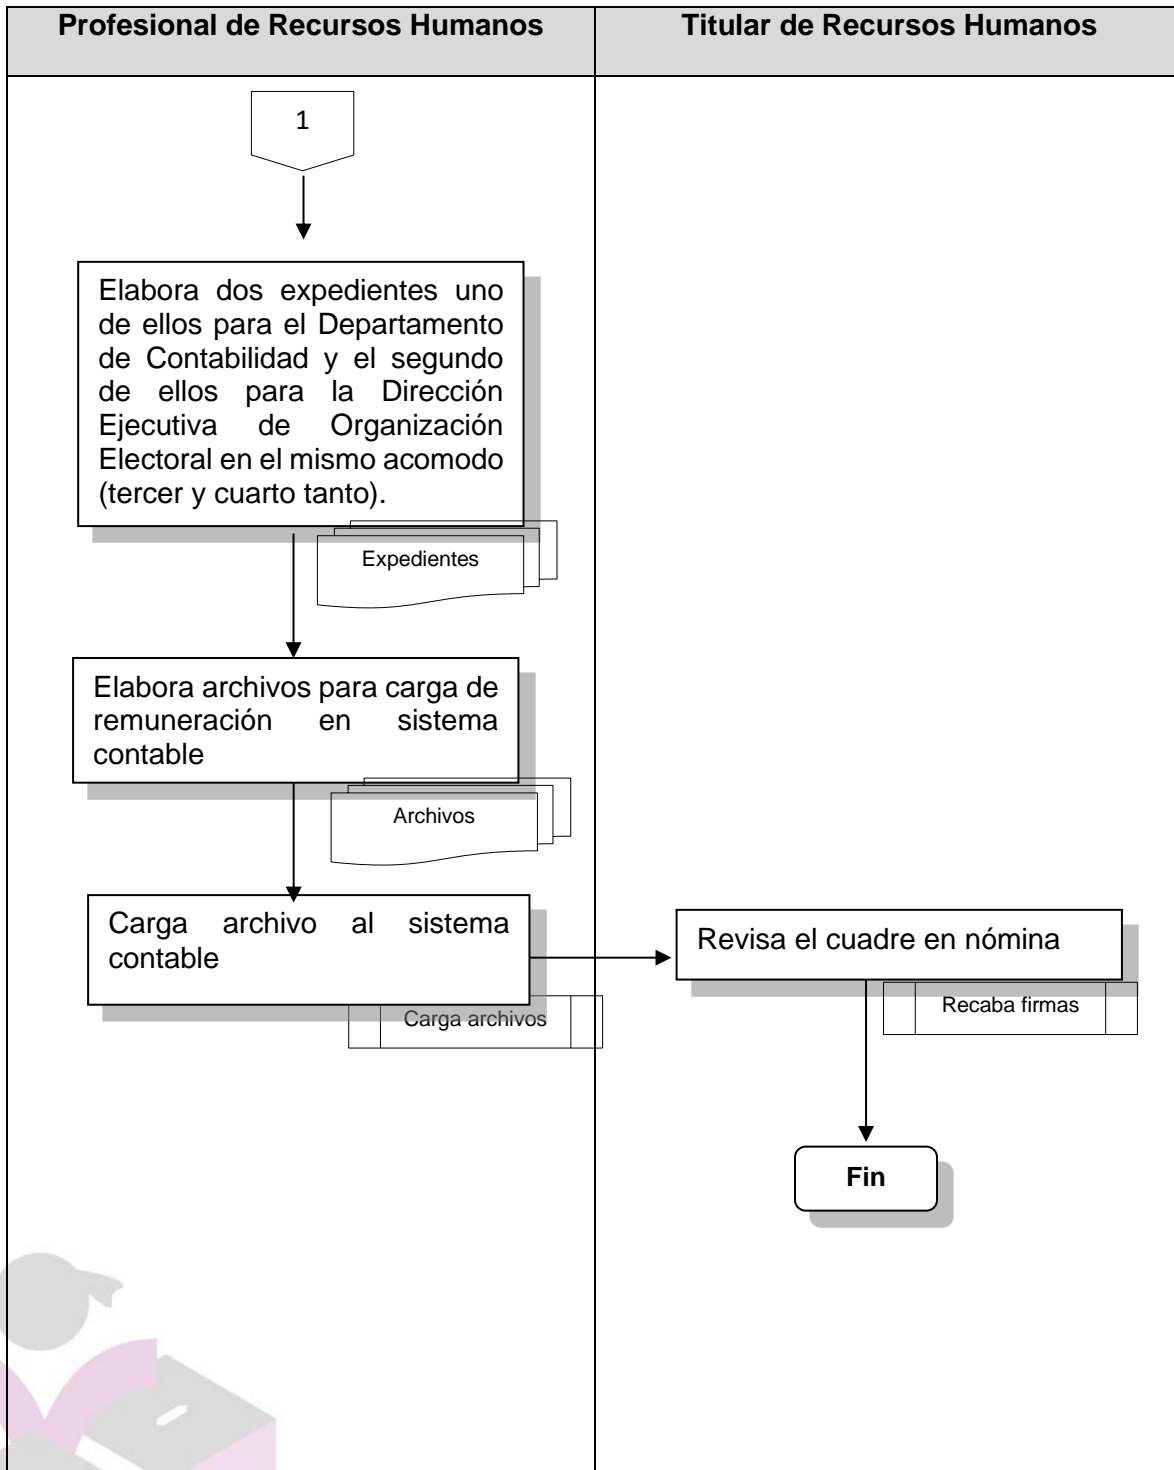 Profesional de Recursos Humanos
Titular de Recursos Humanos
1
Elabora dos expedientes uno
de ellos para el Departamento
de Contabilidad y el segundo
de ellos para la Dirección
Ejecutiva de Organización
Electoral en el mismo acomodo
(tercer y cuarto tanto).
Expedientes
Elabora archivos para carga de
remuneración en sistema
contable
Archivos
Carga archivo al sistema
contable
Carga archivos
Revisa el cuadre en nómina
Recaba firmas
Fin